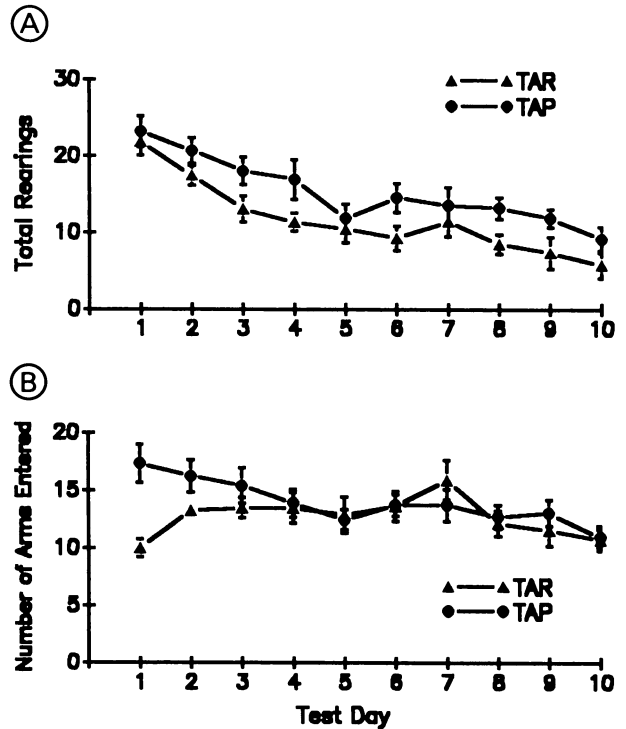 A
Total Rearings
30
20
10
0
TAR
TAP
1 2 3 4 5 6 7 8 9 10
B
Number of Arms Entered
20
15
10
5
0
TAR
TAP
1 2 3 4 5 6 7 8 9 10
Test Day